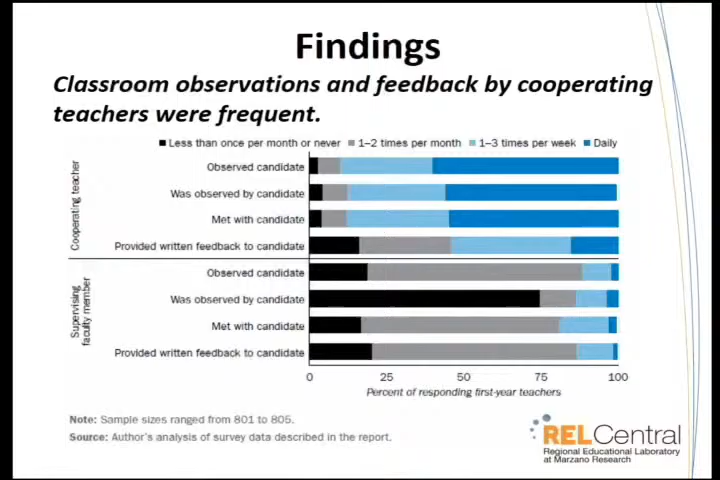 Findings
Classroom observations and feedback by cooperating
teachers were frequent.
Less than once per month or never 1–2 times per month 1–3 times per week Daily
Cooperating teacher
Observed candidate
Was observed by candidate
Met with candidate
Provided written feedback to candidate
Supervising
faculty member
Observed candidate
Was observed by candidate
Met with candidate
Provided written feedback to candidate
0 25 50 75 100
Percent of responding first-year teachers
Note: Sample sizes ranged from 801 to 805.
Source: Author's analysis of survey data described in the report.
RELCentral
Regional Educational Laboratory
at Marzano Research